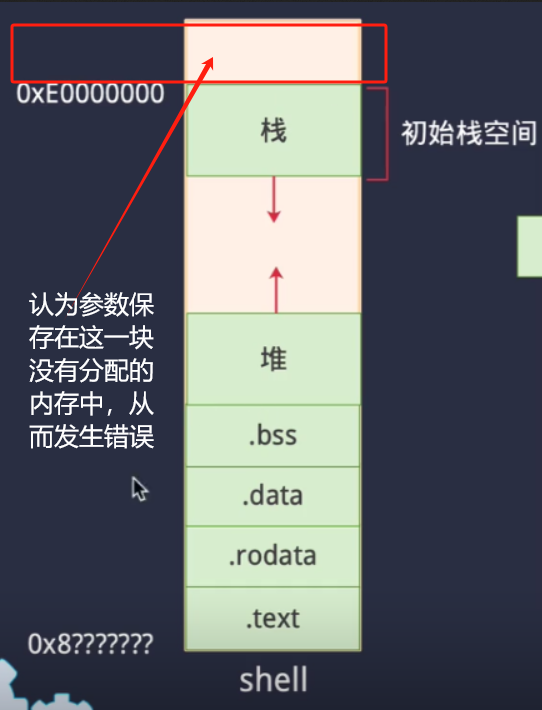 0xE0000000
栈
初始栈空间
认为参数保
存在这一块
没有分配的
内存中，从
而发生错误
堆
.bss
.data
.rodata
.text
0x8???????
shell